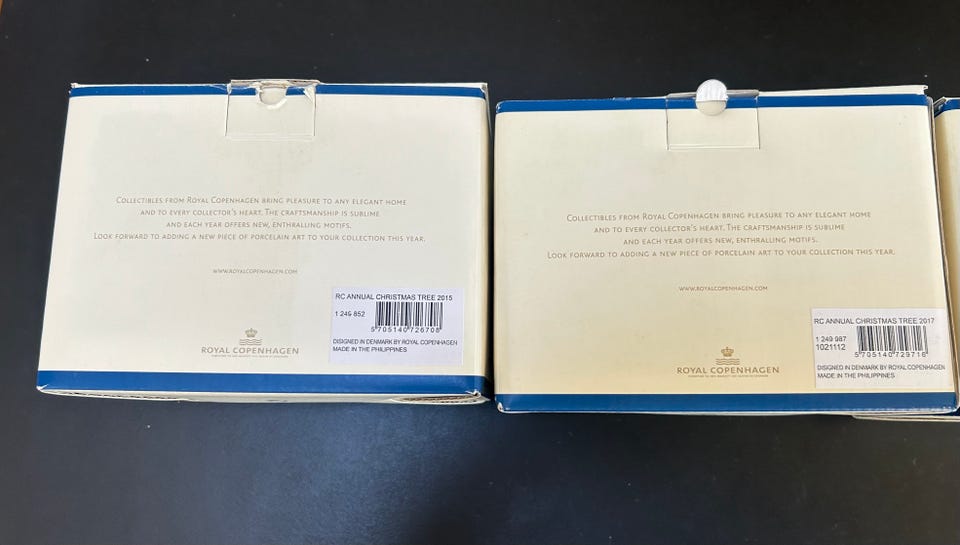 COLLECTIBLES FROM ROYAL COPENHAGEN BRING PLEASURE TO ANY ELEGANT HOME
AND TO EVERY COLLECTOR'S HEART. THE CRAFTSMANSHIP IS SUBLIME
AND EACH YEAR OFFERS NEW, ENTHRALLING MOTIFS.
LOOK FORWARD TO ADDING A NEW PIECE OF PORCELAIN ART TO YOUR COLLECTION THIS YEAR.
WWW.ROYALCOPENHAGEN.COM
ROYAL COPENHAGEN
RC ANNUAL CHRISTMAS TREE 2015
1 249 852
5 705140 726708
DISIGNED IN DENMARK BY ROYAL COPENHAGEN
MADE IN THE PHILIPPINES
COLLECTIBLES FROM ROYAL COPENHAGEN BRING PLEASURE TO ANY ELEGANT HOME
AND TO EVERY COLLECTOR'S HEART. THE CRAFTSMANSHIP IS SUBLIME
AND EACH YEAR OFFERS NEW, ENTHRALLING MOTIFS.
LOOK FORWARD TO ADDING A NEW PIECE OF PORCELAIN ART TO YOUR COLLECTION THIS YEAR.
WWW.ROYALCOPENHAGEN.COM
ROYAL COPENHAGEN
RC ANNUAL CHRISTMAS TREE 2017
1 249 987
1021112
5 705140 729716
DISIGNED IN DENMARK BY ROYAL COPENHAGEN
MADE IN THE PHILIPPINES